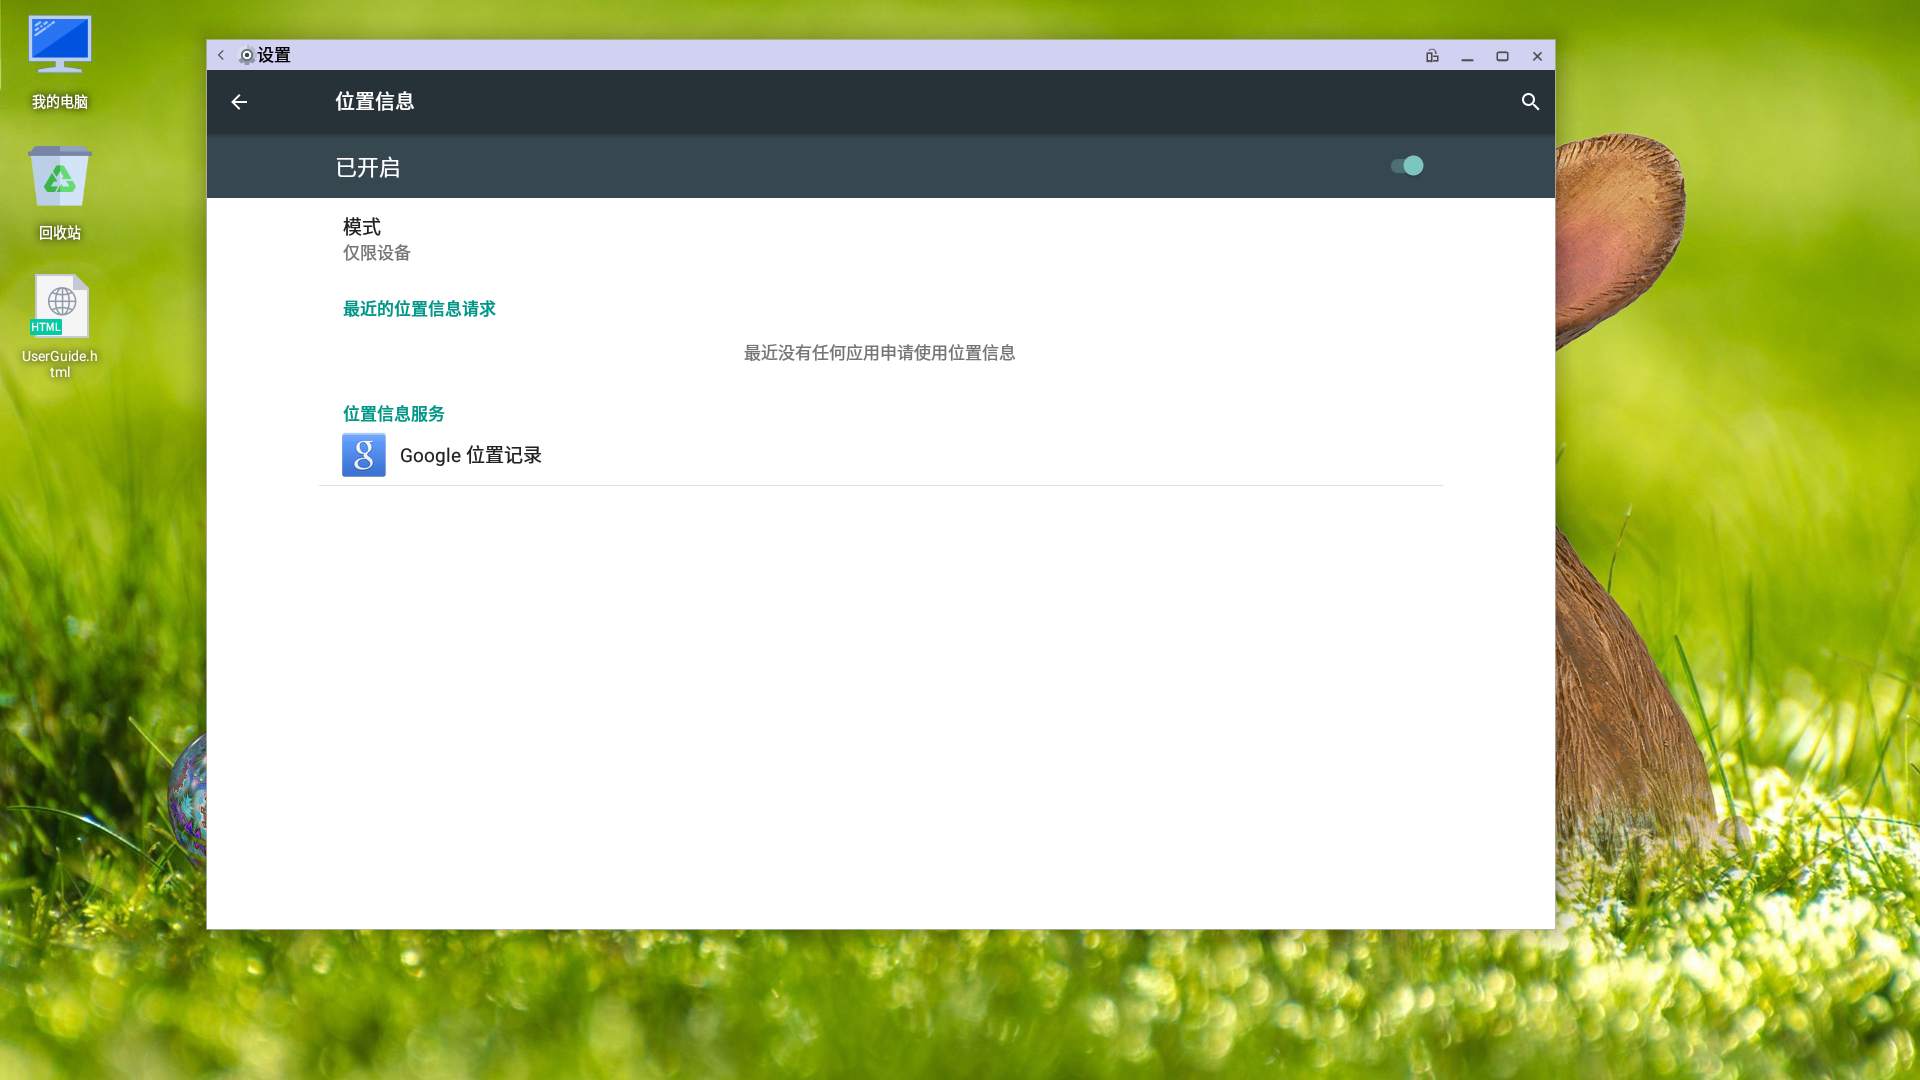 我的电脑
回收站
HTML
UserGuide.h
tml
设置
位置信息
已开启
模式
仅限设备
最近的位置信息请求
最近没有任何应用申请使用位置信息
位置信息服务
g
Google 位置记录